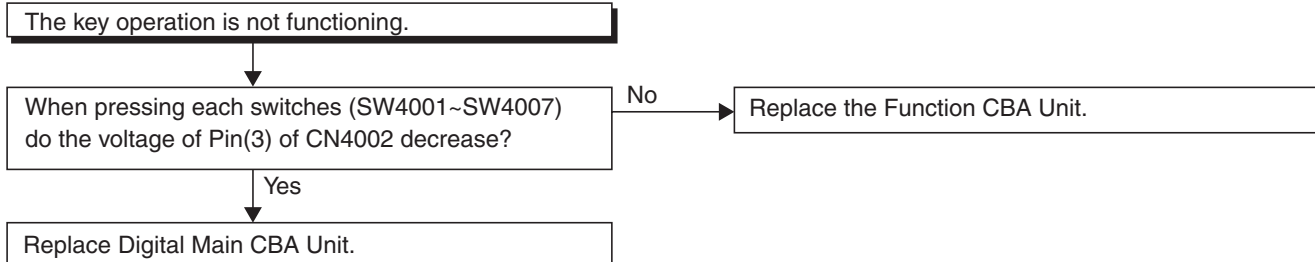 The key operation is not functioning.
When pressing each switches (SW4001~SW4007)
do the voltage of Pin(3) of CN4002 decrease?
No
Replace the Function CBA Unit.
Yes
Replace Digital Main CBA Unit.